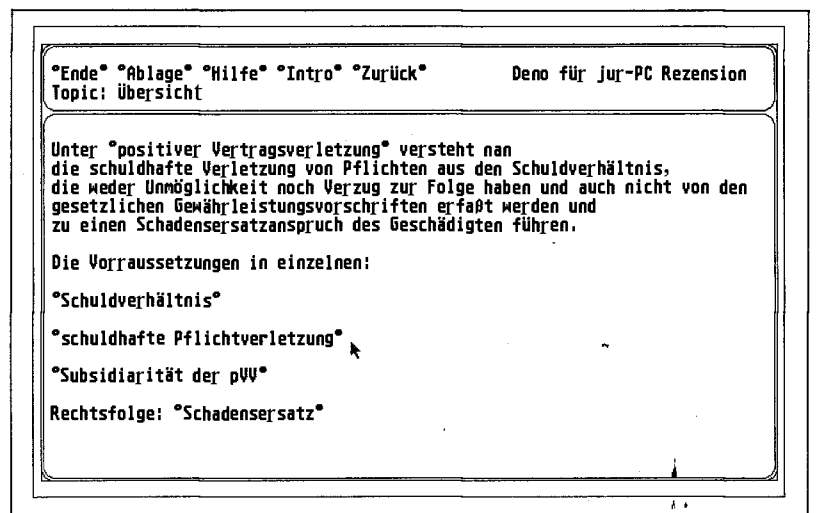 °Ende° °Ablage° °Hilfe° °Intro° °Zurück° Demo für jur-PC Rezension
Topic: Übersicht
Unter °positiver Vertragsverletzung° versteht man
die schuldhafte Verletzung von Pflichten aus dem Schuldverhältnis,
die weder Unmöglichkeit noch Verzug zur Folge haben und auch nicht von den
gesetzlichen Gewährleistungsvorschriften erfaßt werden und
zu einem Schadensersatzanspruch des Geschädigten führen.
Die Vorraussetzungen im einzelnen:
°Schuldverhältnis°
°schuldhafte Pflichtverletzung°
°Subsidiarität der pVV°
Rechtsfolge: °Schadensersatz°